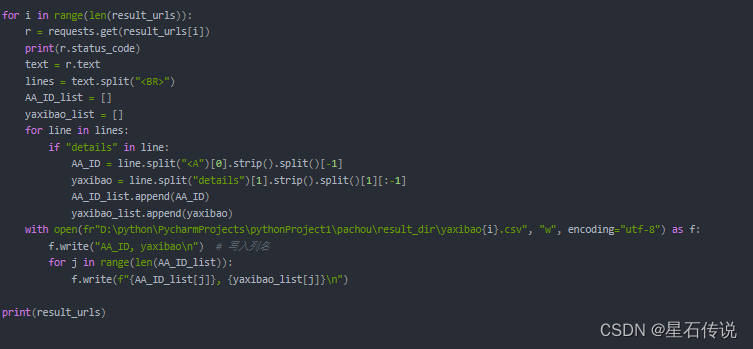 for i in range(len(result_urls)):
    r = requests.get(result_urls[i])
    print(r.status_code)
    text = r.text
    lines = text.split("<BR>")
    AA_ID_list = []
    yaxibao_list = []
    for line in lines:
        if "details" in line:
            AA_ID = line.split("<A")[0].strip().split()[-1]
            yaxibao = line.split("details")[1].strip().split()[1][:-1]
            AA_ID_list.append(AA_ID)
            yaxibao_list.append(yaxibao)
    with open(fr"D:\python\PycharmProjects\pythonProject1\pachou\result_dir\yaxibao{i}.csv", "w", encoding="utf-8") as f:
        f.write("AA_ID, yaxibao\n")  # 写入列名
        for j in range(len(AA_ID_list)):
            f.write(f"{AA_ID_list[j]}, {yaxibao_list[j]}\n")
print(result_urls)
CSDN @星石传说